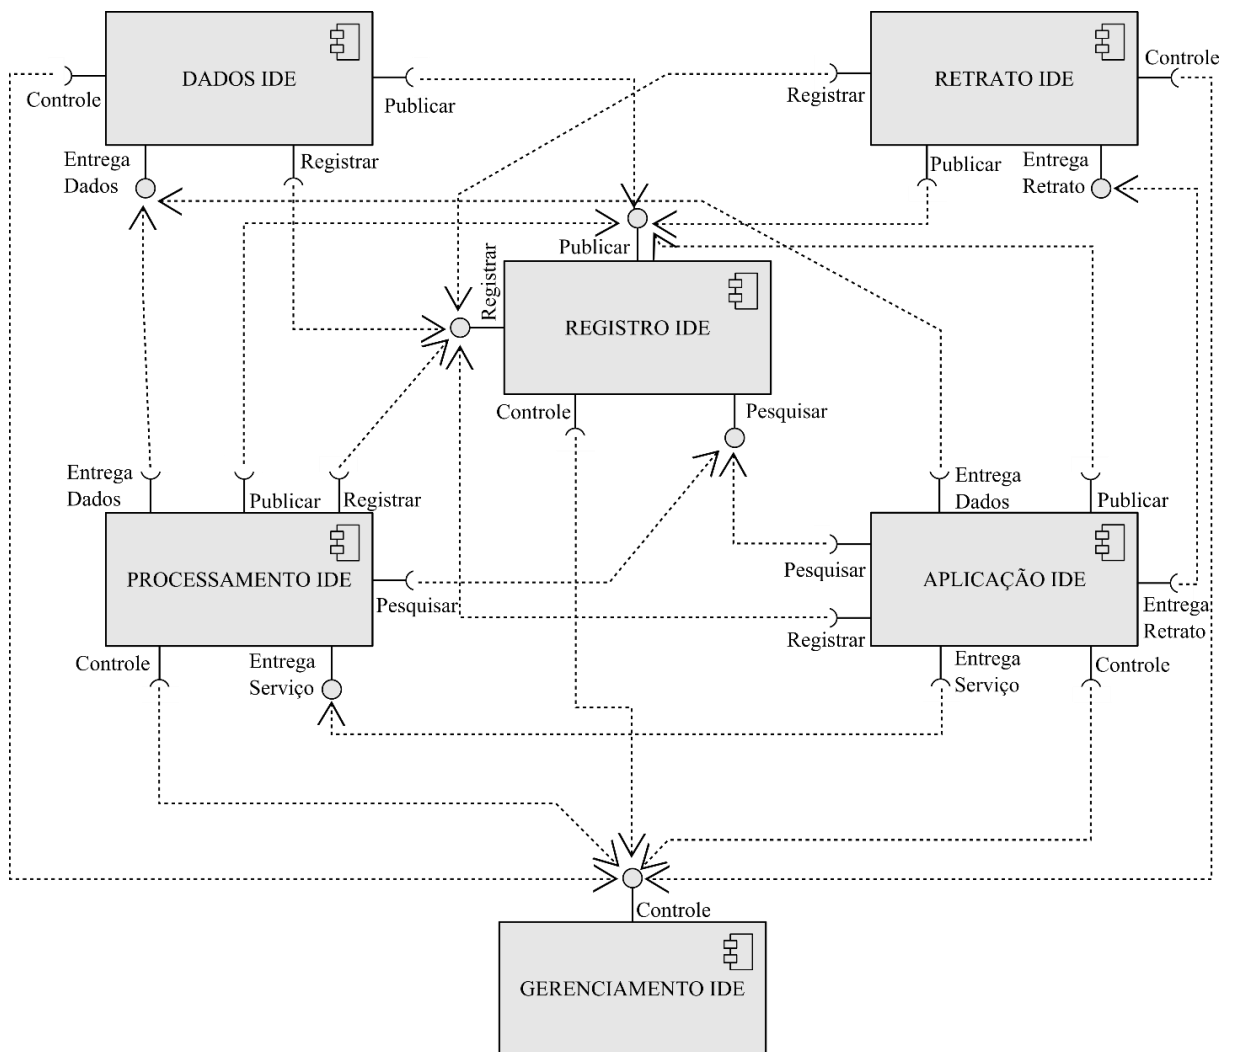 DADOS IDE
Controle
Publicar
Entrega
Dados
Registrar
RETRATO IDE
Controle
Registrar
Publicar
Entrega
Retrato
Publicar
Registrar
REGISTRO IDE
Controle
Pesquisar
Entrega
Dados
Publicar
Registrar
PROCESSAMENTO IDE
Pesquisar
Controle
Entrega
Serviço
Entrega
Dados
Publicar
APLICAÇÃO IDE
Pesquisar
Registrar
Entrega
Retrato
Entrega
Serviço
Controle
Controle
GERENCIAMENTO IDE